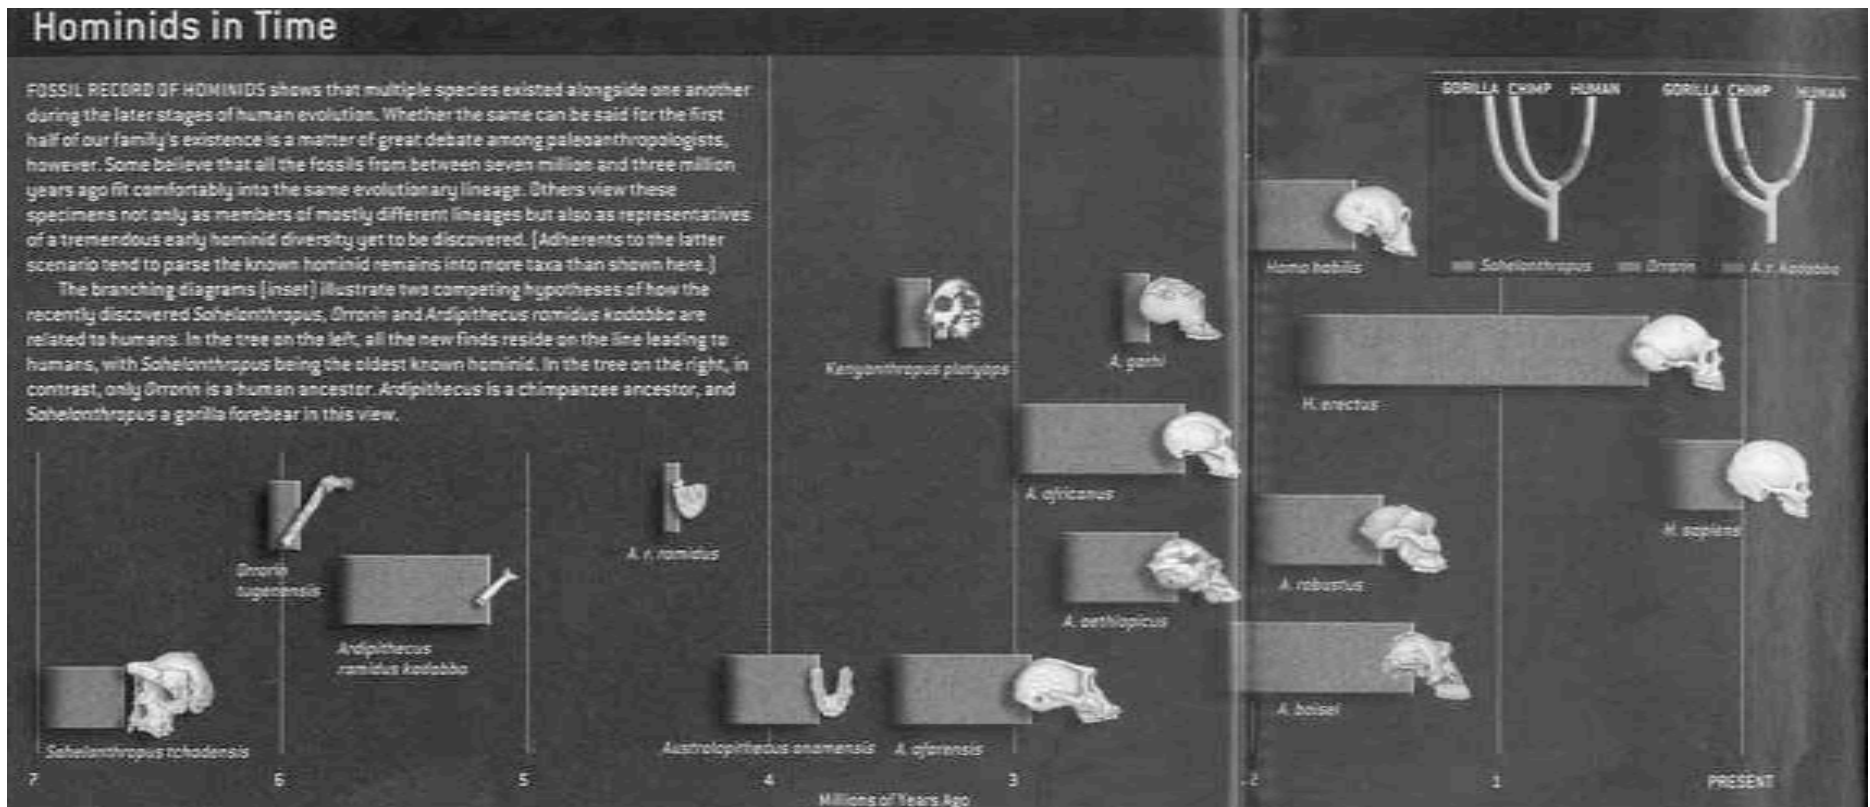 Hominids in Time
FOSSIL RECORD OF HOMINIDS shows that multiple species existed alongside one another
during the later stages of human evolution. Whether the same can be said for the first
half of our family's existence is a matter of great debate among paleoanthropologists,
however. Some believe that all the fossils from between seven million and three million
years ago fit comfortably into the same evolutionary lineage. Others view these
specimens not only as members of mostly different lineages but also as representatives
of a tremendous early hominid diversity yet to be discovered. [Adherents to the latter
scenario tend to parse the known hominid remains into more taxa than shown here.]
The branching diagrams [inset] illustrate two competing hypotheses of how the
recently discovered Sahelanthropus, Orrorin and Ardipithecus ramidus kadabba are
related to humans. In the tree on the left, all the new finds reside on the line leading to
humans, with Sahelanthropus being the oldest known hominid. In the tree on the right, in
contrast, only Orrorin is a human ancestor. Ardipithecus is a chimpanzee ancestor, and
Sahelanthropus a gorilla forebear in this view.
GORILLA CHIMP HUMAN
GORILLA CHIMP HUMAN
Sahelanthropus Orrorin A. r. kadabba
Homo habilis
Kenyanthropus platyops
A. garhi
H. erectus
A. africanus
H. sapiens
A. r. ramidus
Orrorin
tugenensis
A. robustus
A. aethiopicus
Ardipithecus
ramidus kadabba
A. boisei
Sahelanthropus tchadensis
Australopithecus anamensis
A. afarensis
7 6 5 4 3 2 1 PRESENT
Millions of Years Ago